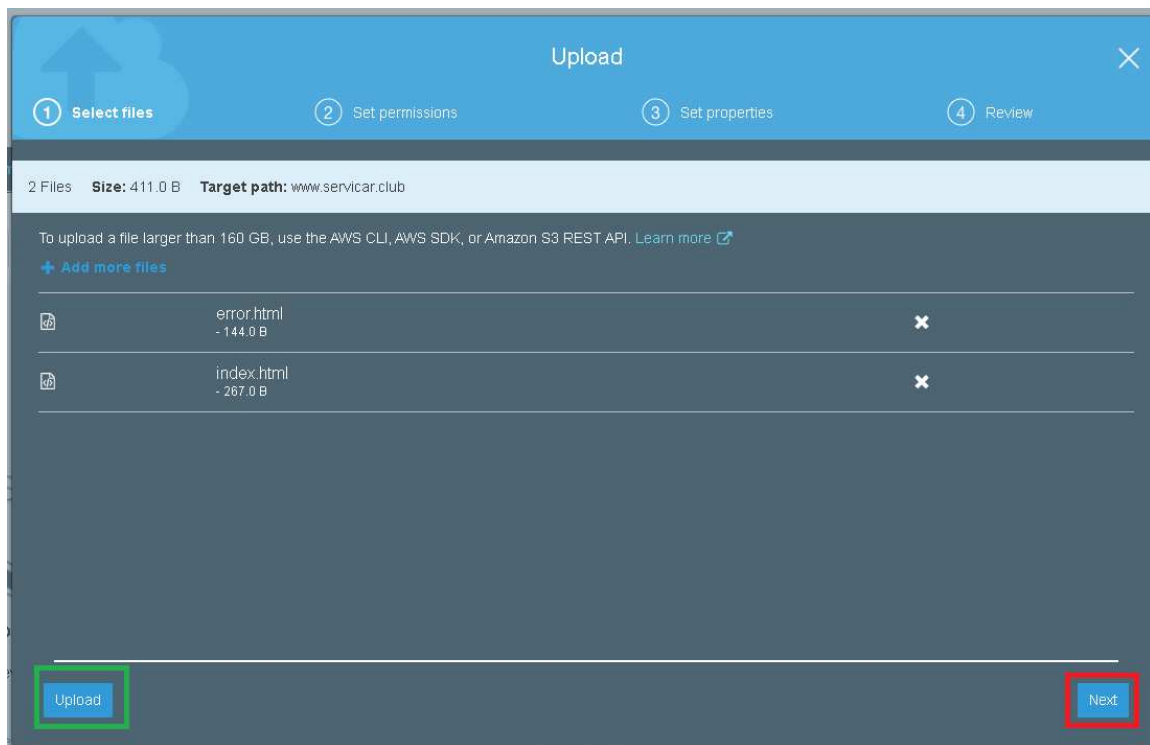 Upload
1 Select files 2 Set permissions 3 Set properties 4 Review
2 Files Size: 411.0 B Target path: www.servicar.club
To upload a file larger than 160 GB, use the AWS CLI, AWS SDK, or Amazon S3 REST API. Learn more
+ Add more files
error.html
- 144.0 B
index.html
- 267.0 B
Upload Next